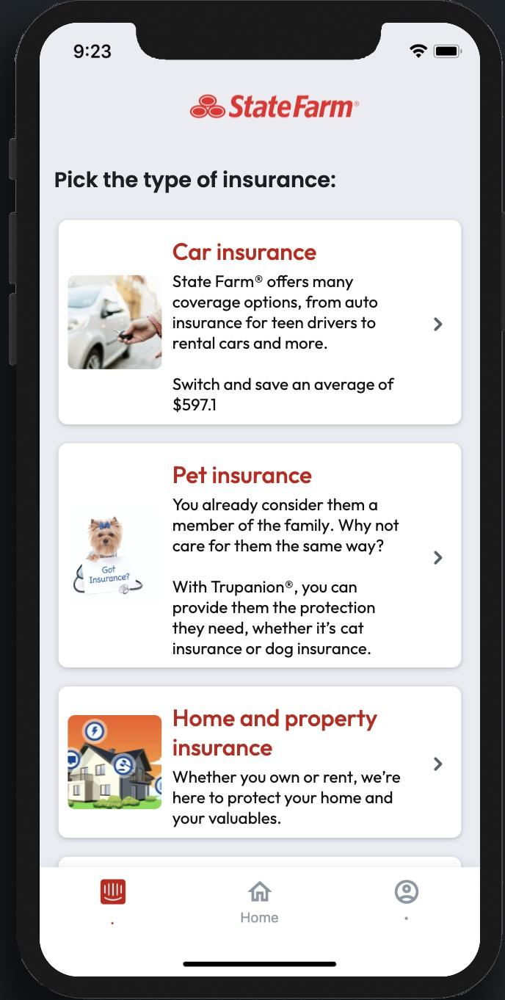 9:23
StateFarm®
Pick the type of insurance:
Car insurance
State Farm® offers many
coverage options, from auto
insurance for teen drivers to
rental cars and more.
Switch and save an average of
$597.1
Pet insurance
You already consider them a
member of the family. Why not
care for them the same way?
Got
Insurance?
With Trupanion®, you can
provide them the protection
they need, whether it’s cat
insurance or dog insurance.
Home and property
insurance
Whether you own or rent, we’re
here to protect your home and
your valuables.
.
Home
.